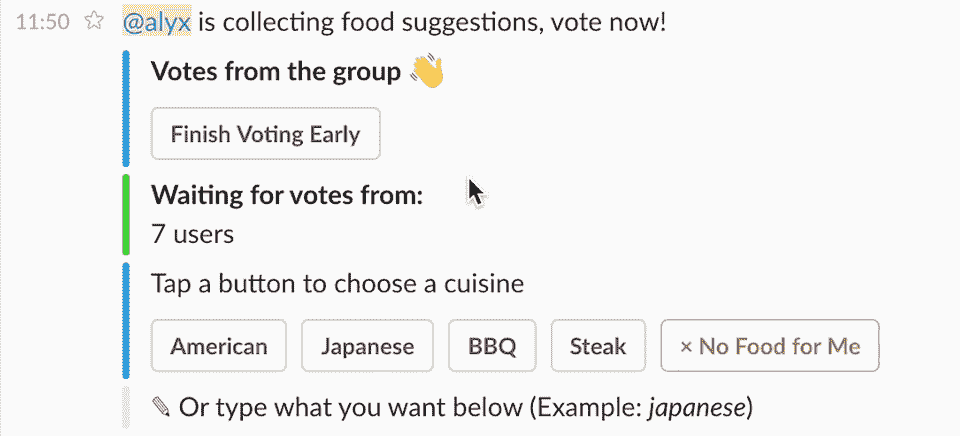 11:50 @alyx is collecting food suggestions, vote now!
Votes from the group
Finish Voting Early
Waiting for votes from:
7 users
Tap a button to choose a cuisine
American Japanese BBQ Steak × No Food for Me
Or type what you want below (Example: japanese)